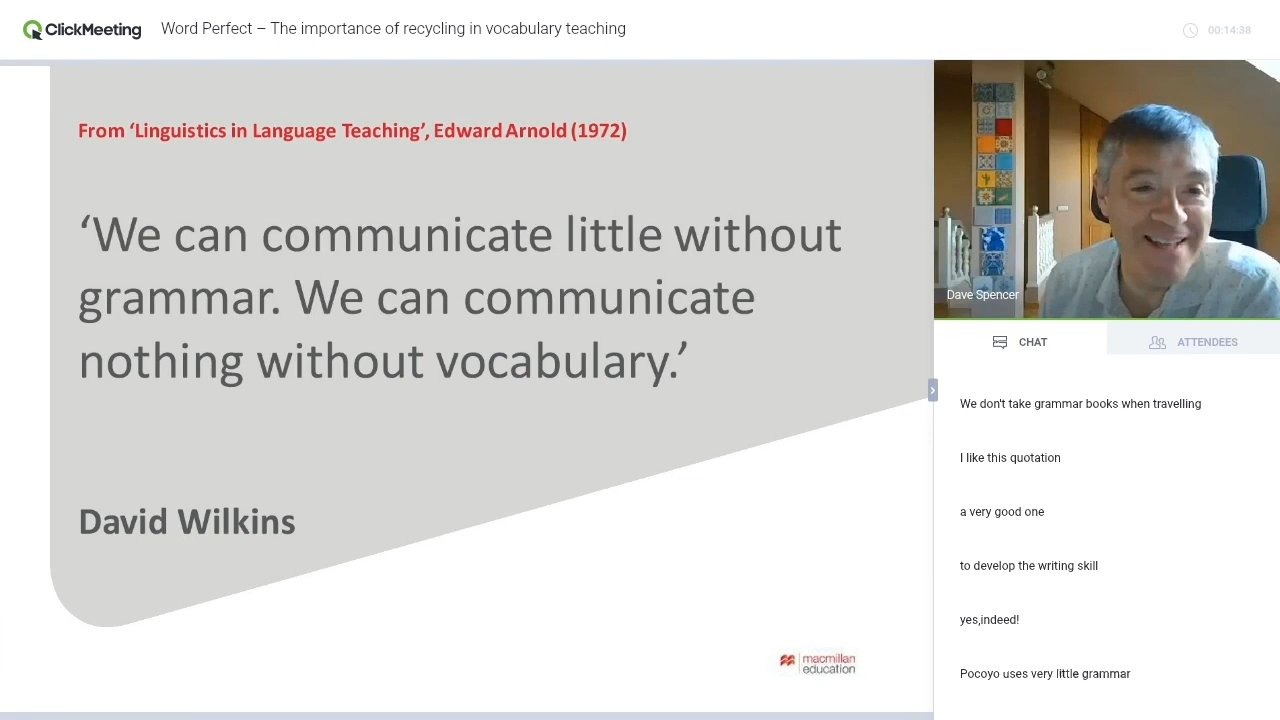 ClickMeeting
Word Perfect – The importance of recycling in vocabulary teaching
00:14:38
From ‘Linguistics in Language Teaching’, Edward Arnold (1972)
‘We can communicate little without
grammar. We can communicate
nothing without vocabulary.’
David Wilkins
macmillan
education
Dave Spencer
CHAT
ATTENDEES
We don't take grammar books when travelling
I like this quotation
a very good one
to develop the writing skill
yes,indeed!
Pocoyo uses very little grammar